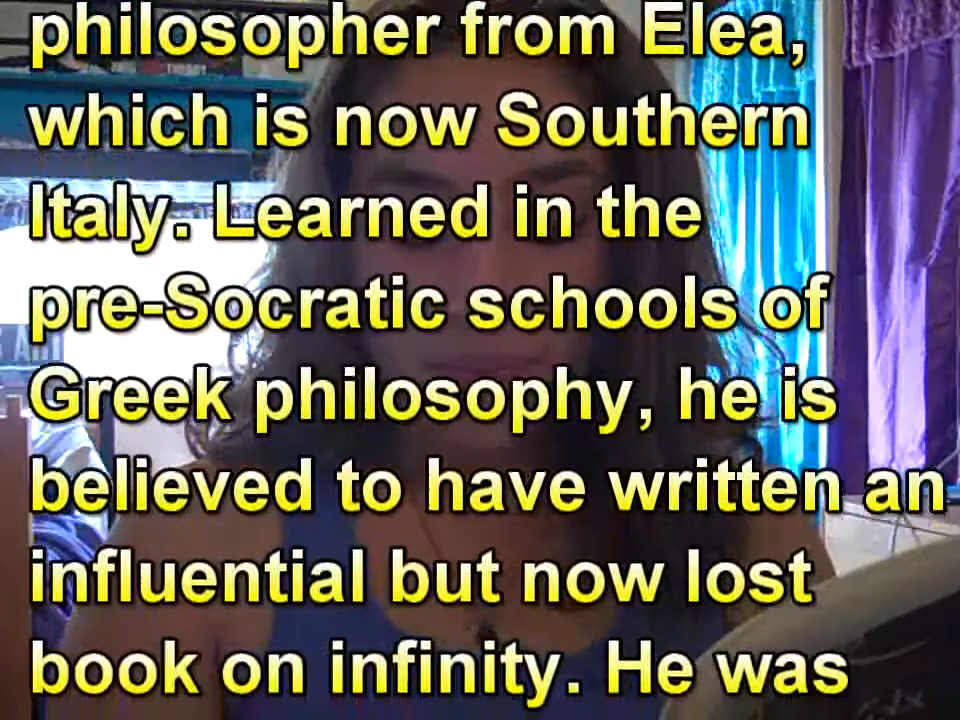 philosopher from Elea,
which is now Southern
Italy. Learned in the
pre-Socratic schools of
Greek philosophy, he is
believed to have written an
influential but now lost
book on infinity. He was